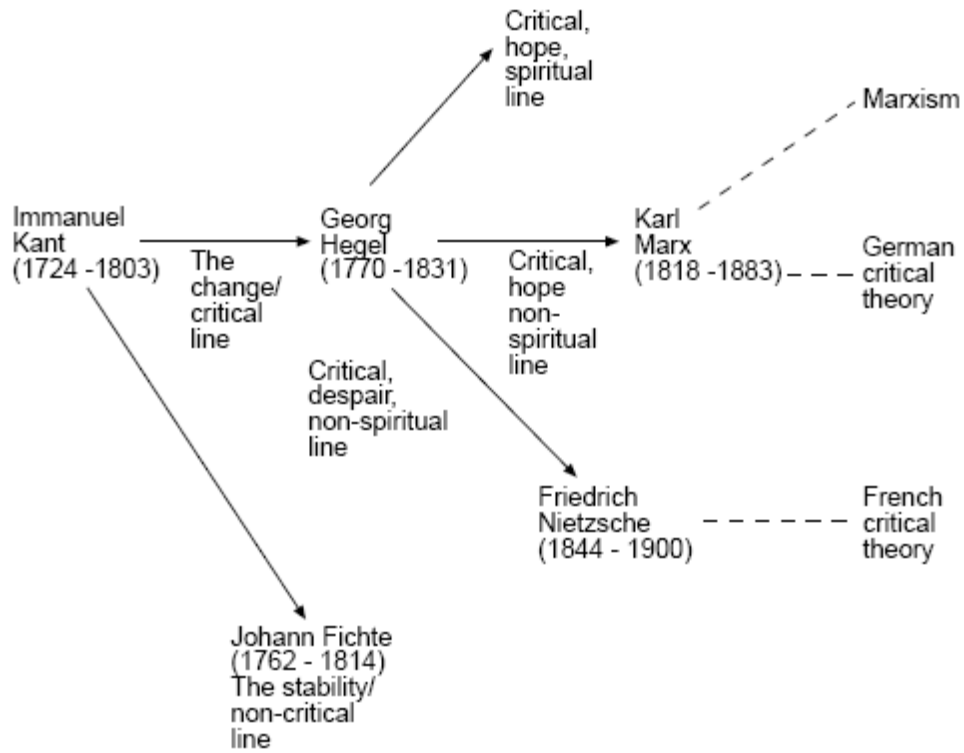 Critical,
hope,
spiritual
line
Marxism
Immanuel
Kant
(1724 -1803)
The
change/
critical
line
Georg
Hegel
(1770 -1831)
Critical,
hope
non-
spiritual
line
Karl
Marx
(1818 -1883)
German
critical
theory
Critical,
despair,
non-spiritual
line
Friedrich
Nietzsche
(1844 - 1900)
French
critical
theory
Johann Fichte
(1762 - 1814)
The stability/
non-critical
line